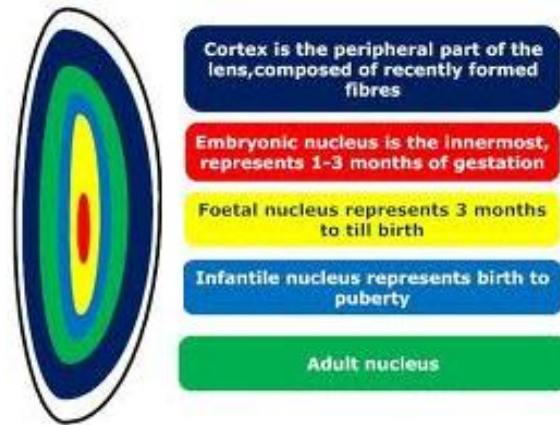 Cortex is the peripheral part of the
lens,composed of recently formed
fibres
Embryonic nucleus is the innermost,
represents 1-3 months of gestation
Foetal nucleus represents 3 months
to till birth
Infantile nucleus represents birth to
puberty
Adult nucleus